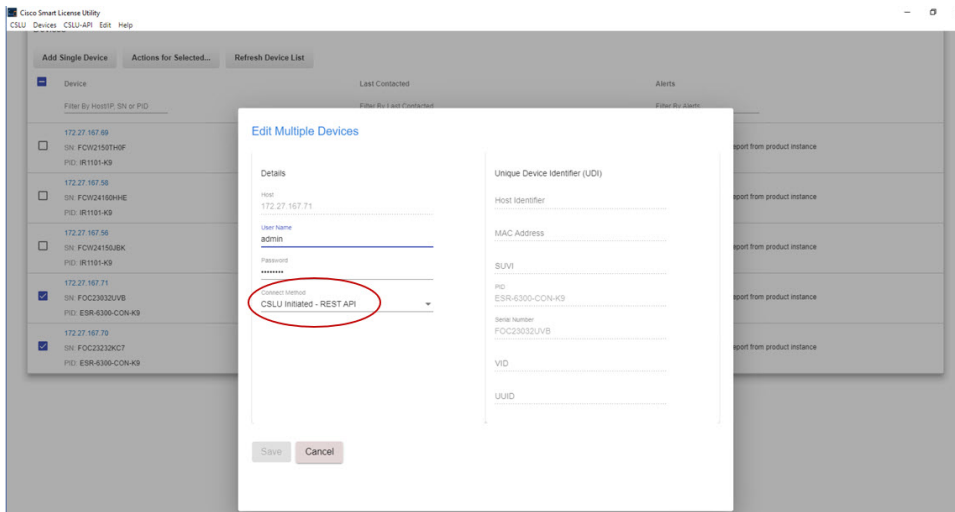 Cisco Smart License Utility
CSLU Devices CSLU-API Edit Help
Add Single Device Actions for Selected... Refresh Device List
Device Last Contacted Alerts
Filter By Host/IP, SN or PID Filter By Last Contacted Filter By Alerts
172.27.167.69
SN: FCW2150TH0F
PID: IR1101-K9
port from product instance
172.27.167.58
SN: FCW24160HHE
PID: IR1101-K9
port from product instance
172.27.167.56
SN: FCW24150JBK
PID: IR1101-K9
port from product instance
172.27.167.71
SN: FOC23032UVB
PID: ESR-6300-CON-K9
port from product instance
172.27.167.70
SN: FOC23232KC7
PID: ESR-6300-CON-K9
port from product instance
Edit Multiple Devices
Details
Host
172.27.167.71
User Name
admin
Password
••••••••
Connect Method
CSLU Initiated - REST API
Unique Device Identifier (UDI)
Host Identifier
MAC Address
SUVI
PID
ESR-6300-CON-K9
Serial Number
FOC23032UVB
VID
UUID
Save Cancel